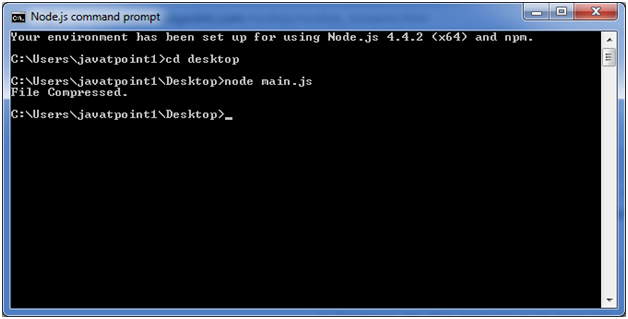 Node.js command prompt
Your environment has been set up for using Node.js 4.4.2 (x64) and npm.
C:\Users\javatpoint1>cd desktop
C:\Users\javatpoint1\Desktop>node main.js
File Compressed.
C:\Users\javatpoint1\Desktop>_